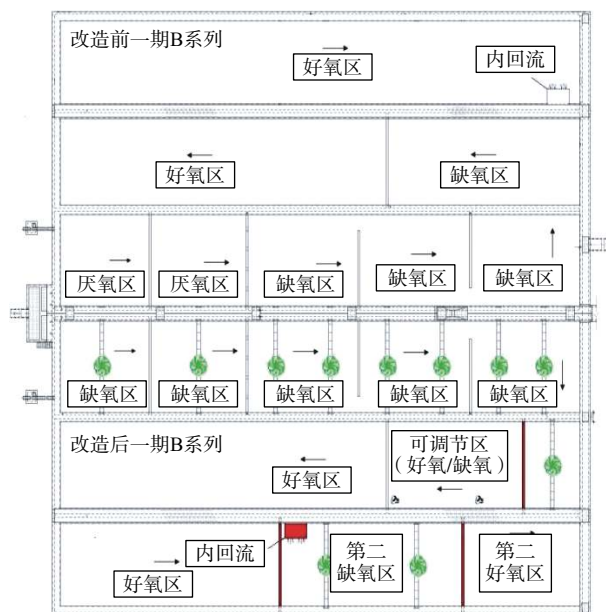 改造前一期B系列
好氧区
内回流
好氧区
缺氧区
厌氧区
厌氧区
缺氧区
缺氧区
缺氧区
缺氧区
缺氧区
缺氧区
缺氧区
缺氧区
改造后一期B系列
好氧区
可调节区
（好氧/缺氧）
内回流
好氧区
第二
缺氧区
第二
好氧区